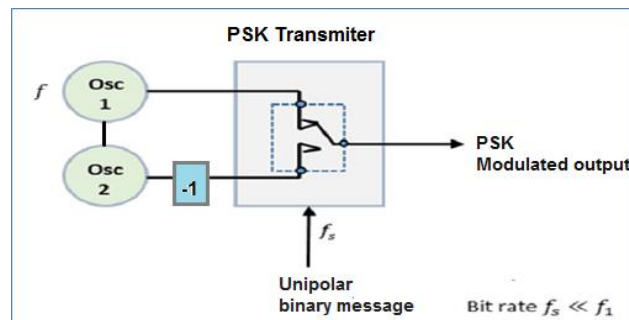 PSK Transmiter
f
Osc
1
Osc
2
-1
PSK
Modulated output
fₛ
Unipolar
binary message
Bit rate fₛ ≪ f₁